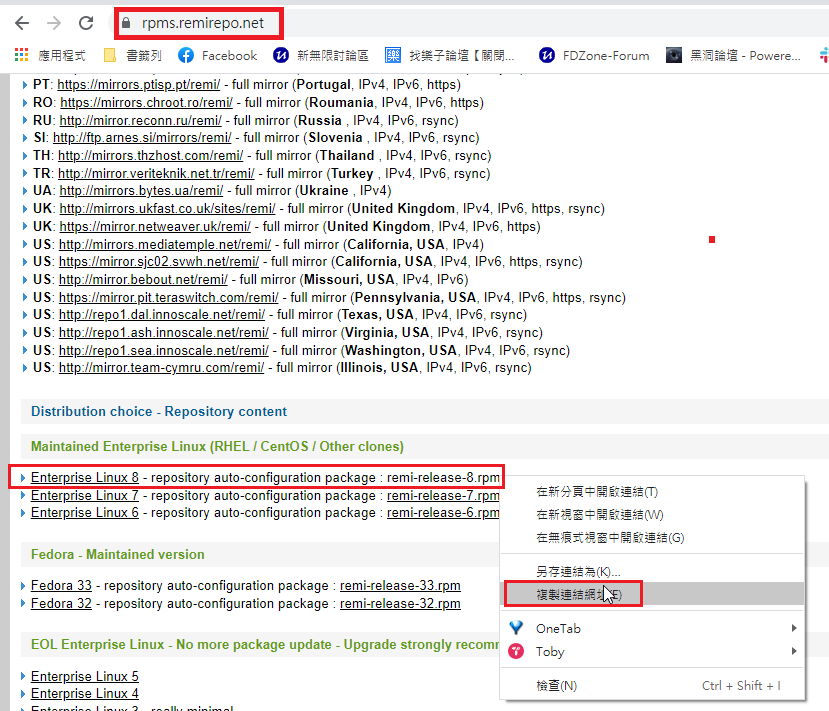 rpms.remirepo.net
應用程式 書籤列 Facebook 新無限討論區 找樂子論壇【關閱... FDZone-Forum 黑洞論壇 - Powere...
PT: https://mirrors.ptisp.pt/remi/ - full mirror (Portugal, IPv4, IPv6, https)
RO: https://mirrors.chroot.ro/remi/ - full mirror (Roumania, IPv4, IPv6, https)
RU: http://mirror.reconn.ru/remi/ - full mirror (Russia , IPv4, IPv6, rsync)
SI: http://ftp.arnes.si/mirrors/remi/ - full mirror (Slovenia , IPv4, IPv6, rsync)
TH: http://mirrors.thzhost.com/remi/ - full mirror (Thailand , IPv4, IPv6, rsync)
TR: http://mirror.veriteknik.net.tr/remi/ - full mirror (Turkey , IPv4, IPv6, rsync)
UA: http://mirrors.bytes.ua/remi/ - full mirror (Ukraine , IPv4)
UK: http://mirrors.ukfast.co.uk/sites/remi/ - full mirror (United Kingdom, IPv4, IPv6, https, rsync)
UK: https://mirror.netweaver.uk/remi/ - full mirror (United Kingdom, IPv4, IPv6, https)
US: http://mirrors.mediatemple.net/remi/ - full mirror (California, USA, IPv4)
US: https://mirror.sjc02.svwh.net/remi/ - full mirror (California, USA, IPv4, IPv6, https, rsync)
US: http://mirror.bebout.net/remi/ - full mirror (Missouri, USA, IPv4, IPv6)
US: https://mirror.pit.teraswitch.com/remi/ - full mirror (Pennsylvania, USA, IPv4, IPv6, https, rsync)
US: http://repo1.dal.innoscale.net/remi/ - full mirror (Texas, USA, IPv4, IPv6, rsync)
US: http://repo1.ash.innoscale.net/remi/ - full mirror (Virginia, USA, IPv4, IPv6, rsync)
US: http://repo1.sea.innoscale.net/remi/ - full mirror (Washington, USA, IPv4, IPv6, rsync)
US: http://mirror.team-cymru.com/remi/ - full mirror (Illinois, USA, IPv4, IPv6, rsync)
Distribution choice - Repository content
Maintained Enterprise Linux (RHEL / CentOS / Other clones)
Enterprise Linux 8 - repository auto-configuration package : remi-release-8.rpm
Enterprise Linux 7 - repository auto-configuration package : remi-release-7.rpm
Enterprise Linux 6 - repository auto-configuration package : remi-release-6.rpm
Fedora - Maintained version
Fedora 33 - repository auto-configuration package : remi-release-33.rpm
Fedora 32 - repository auto-configuration package : remi-release-32.rpm
EOL Enterprise Linux - No more package update - Upgrade strongly recomm
Enterprise Linux 5
Enterprise Linux 4
Enterprise Linux 3 - really minimal
在新分頁中開啟連結(T)
在新視窗中開啟連結(W)
在無痕式視窗中開啟連結(G)
另存連結為(K)...
複製連結網址(E)
OneTab
Toby
檢查(N) Ctrl + Shift + I